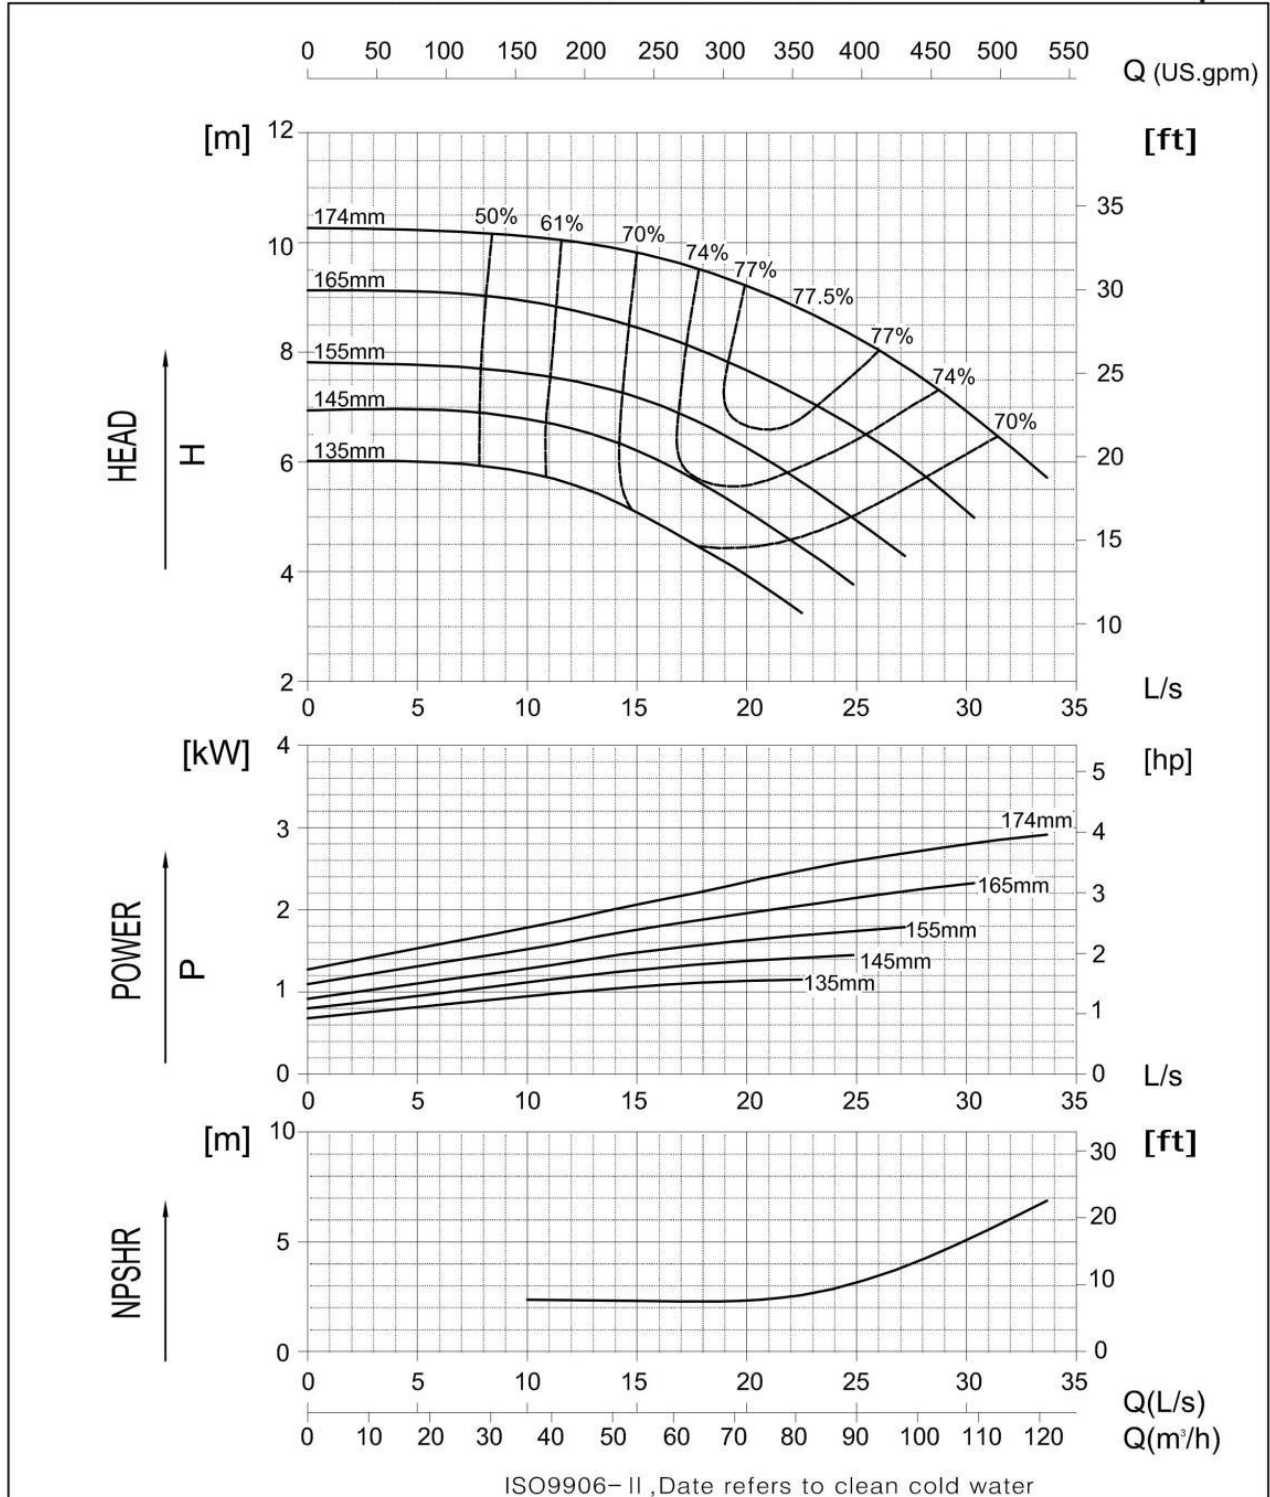 0 50 100 150 200 250 300 350 400 450 500 550
Q (US.gpm)
[m] 12 [ft]
35
174mm 50% 61% 70% 74% 77%
10
165mm 77.5% 30
77%
8 155mm
25
74%
145mm
70%
HEAD H
6 135mm 20
15
4
10
2
0 5 10 15 20 25 30 35 L/s
[kW] 4 [hp]
5
3 174mm 4
165mm 3
2
155mm
2
145mm
POWER P
1 135mm 1
0 0 L/s
0 5 10 15 20 25 30 35
[m] 10 [ft]
30
20
5
NPSHR
10
0 0
0 5 10 15 20 25 30 35
Q(L/s)
0 10 20 30 40 50 60 70 80 90 100 110 120 Q(m³/h)
ISO9906-II ,Date refers to clean cold water